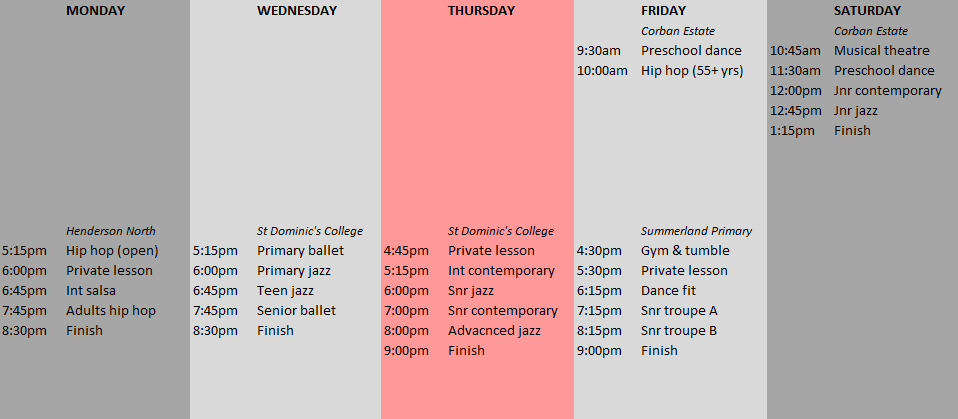 MONDAY
Henderson North
5:15pm Hip hop (open)
6:00pm Private lesson
6:45pm Int salsa
7:45pm Adults hip hop
8:30pm Finish
WEDNESDAY
St Dominic's College
5:15pm Primary ballet
6:00pm Primary jazz
6:45pm Teen jazz
7:45pm Senior ballet
8:30pm Finish
THURSDAY
St Dominic's College
4:45pm Private lesson
5:15pm Int contemporary
6:00pm Snr jazz
7:00pm Snr contemporary
8:00pm Advacnced jazz
9:00pm Finish
FRIDAY
Corban Estate
9:30am Preschool dance
10:00am Hip hop (55+ yrs)
Summerland Primary
4:30pm Gym & tumble
5:30pm Private lesson
6:15pm Dance fit
7:15pm Snr troupe A
8:15pm Snr troupe B
9:00pm Finish
SATURDAY
Corban Estate
10:45am Musical theatre
11:30am Preschool dance
12:00pm Jnr contemporary
12:45pm Jnr jazz
1:15pm Finish